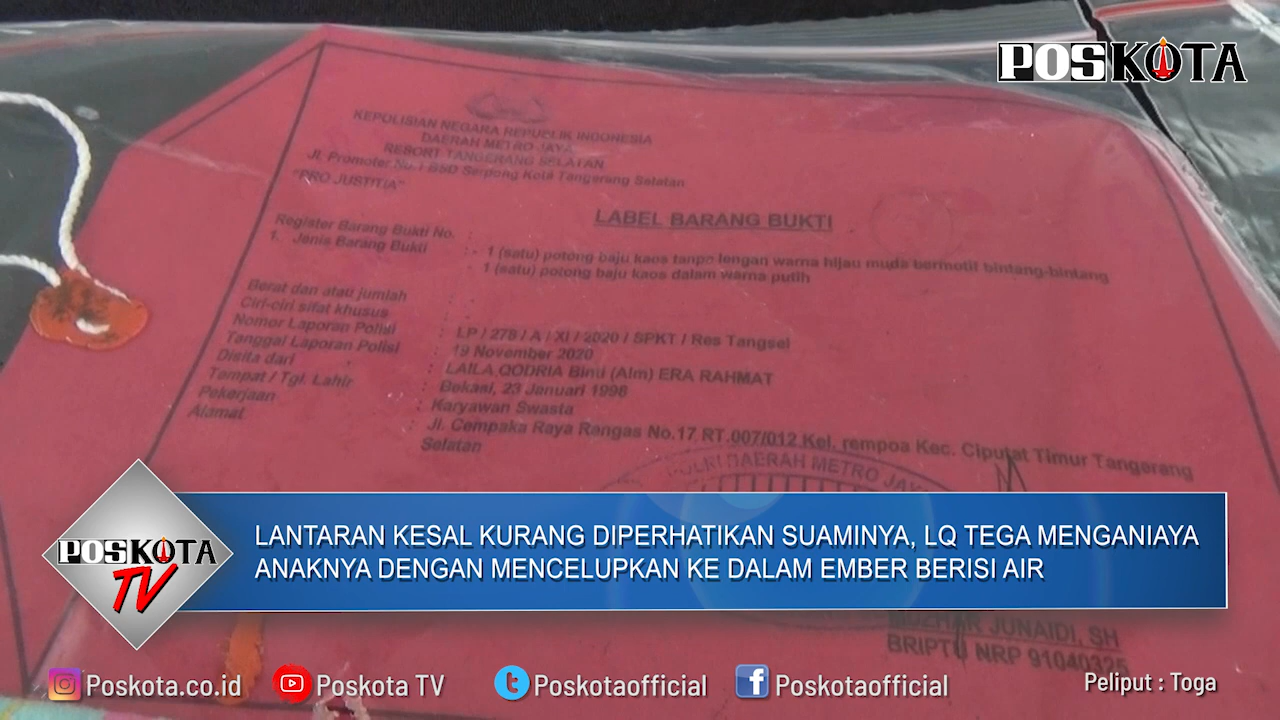 POSKOTA
KEPOLISIAN NEGARA REPUBLIK INDONESIA
DAERAH METRO JAYA
RESORT TANGERANG SELATAN
Jl. Promoter No.1 BSD Serpong Kota Tangerang Selatan
"PRO JUSTITIA"
LABEL BARANG BUKTI
Register Barang Bukti No. :
1. Jenis Barang Bukti : - 1 (satu) potong baju kaos tanpa lengan warna hijau muda bermotif bintang-bintang
1 (satu) potong baju kaos dalam warna putih
Berat dan atau jumlah :
Ciri-ciri sifat khusus :
Nomor Laporan Polisi : LP / 278 / A / XI / 2020 / SPKT / Res Tangsel
Tanggal Laporan Polisi : 19 November 2020
Disita dari : LAILA QODRIA Binti (Alm) ERA RAHMAT
Tempat / Tgl. Lahir : Bekasi, 23 Januari 1998
Pekerjaan : Karyawan Swasta
Alamat : Jl. Cempaka Raya Rangas No.17 RT.007/012 Kel. rempoa Kec. Ciputat Timur Tangerang
Selatan
POLRI DAERAH METRO JAYA
POSKOTA
TV
LANTARAN KESAL KURANG DIPERHATIKAN SUAMINYA, LQ TEGA MENGANIAYA
ANAKNYA DENGAN MENCELUPKAN KE DALAM EMBER BERISI AIR
JUNAIDI, SH
BRIPTU NRP 91040325
Poskota.co.id
Poskota TV
Poskotaofficial
Poskotaofficial
Peliput : Toga